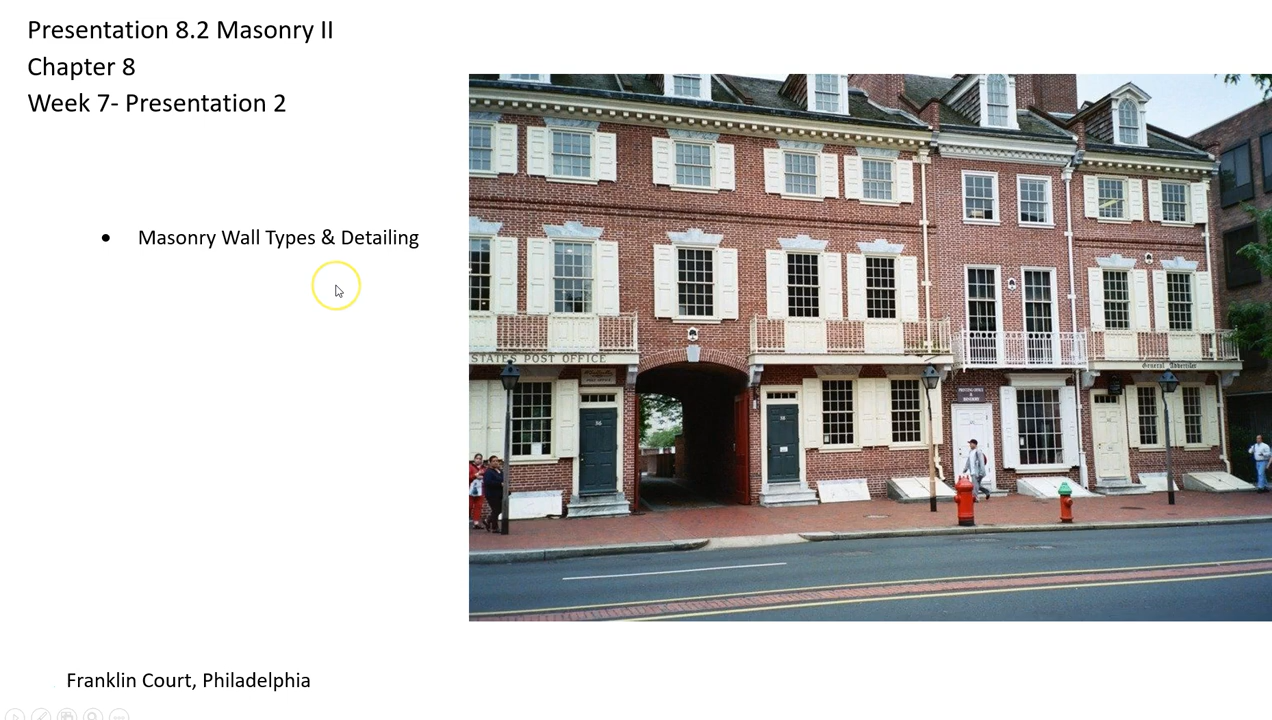 Presentation 8.2 Masonry II
Chapter 8
Week 7- Presentation 2
• Masonry Wall Types & Detailing
STATES POST OFFICE
General Advertiser
Franklin Court, Philadelphia